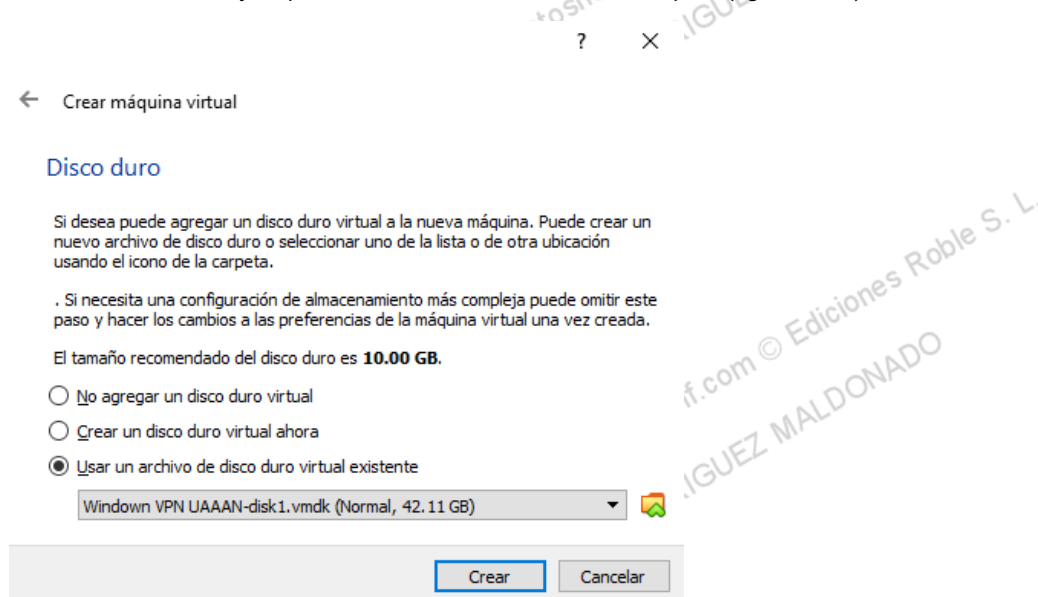 ? ×
← Crear máquina virtual
Disco duro
Si desea puede agregar un disco duro virtual a la nueva máquina. Puede crear un
nuevo archivo de disco duro o seleccionar uno de la lista o de otra ubicación
usando el icono de la carpeta.
. Si necesita una configuración de almacenamiento más compleja puede omitir este
paso y hacer los cambios a las preferencias de la máquina virtual una vez creada.
El tamaño recomendado del disco duro es 10.00 GB.
No agregar un disco duro virtual
Crear un disco duro virtual ahora
Usar un archivo de disco duro virtual existente
Windown VPN UAAAN-disk1.vmdk (Normal, 42.11 GB)
Crear Cancelar
f.com © Ediciones Roble S. L.
IGUEZ MALDONADO